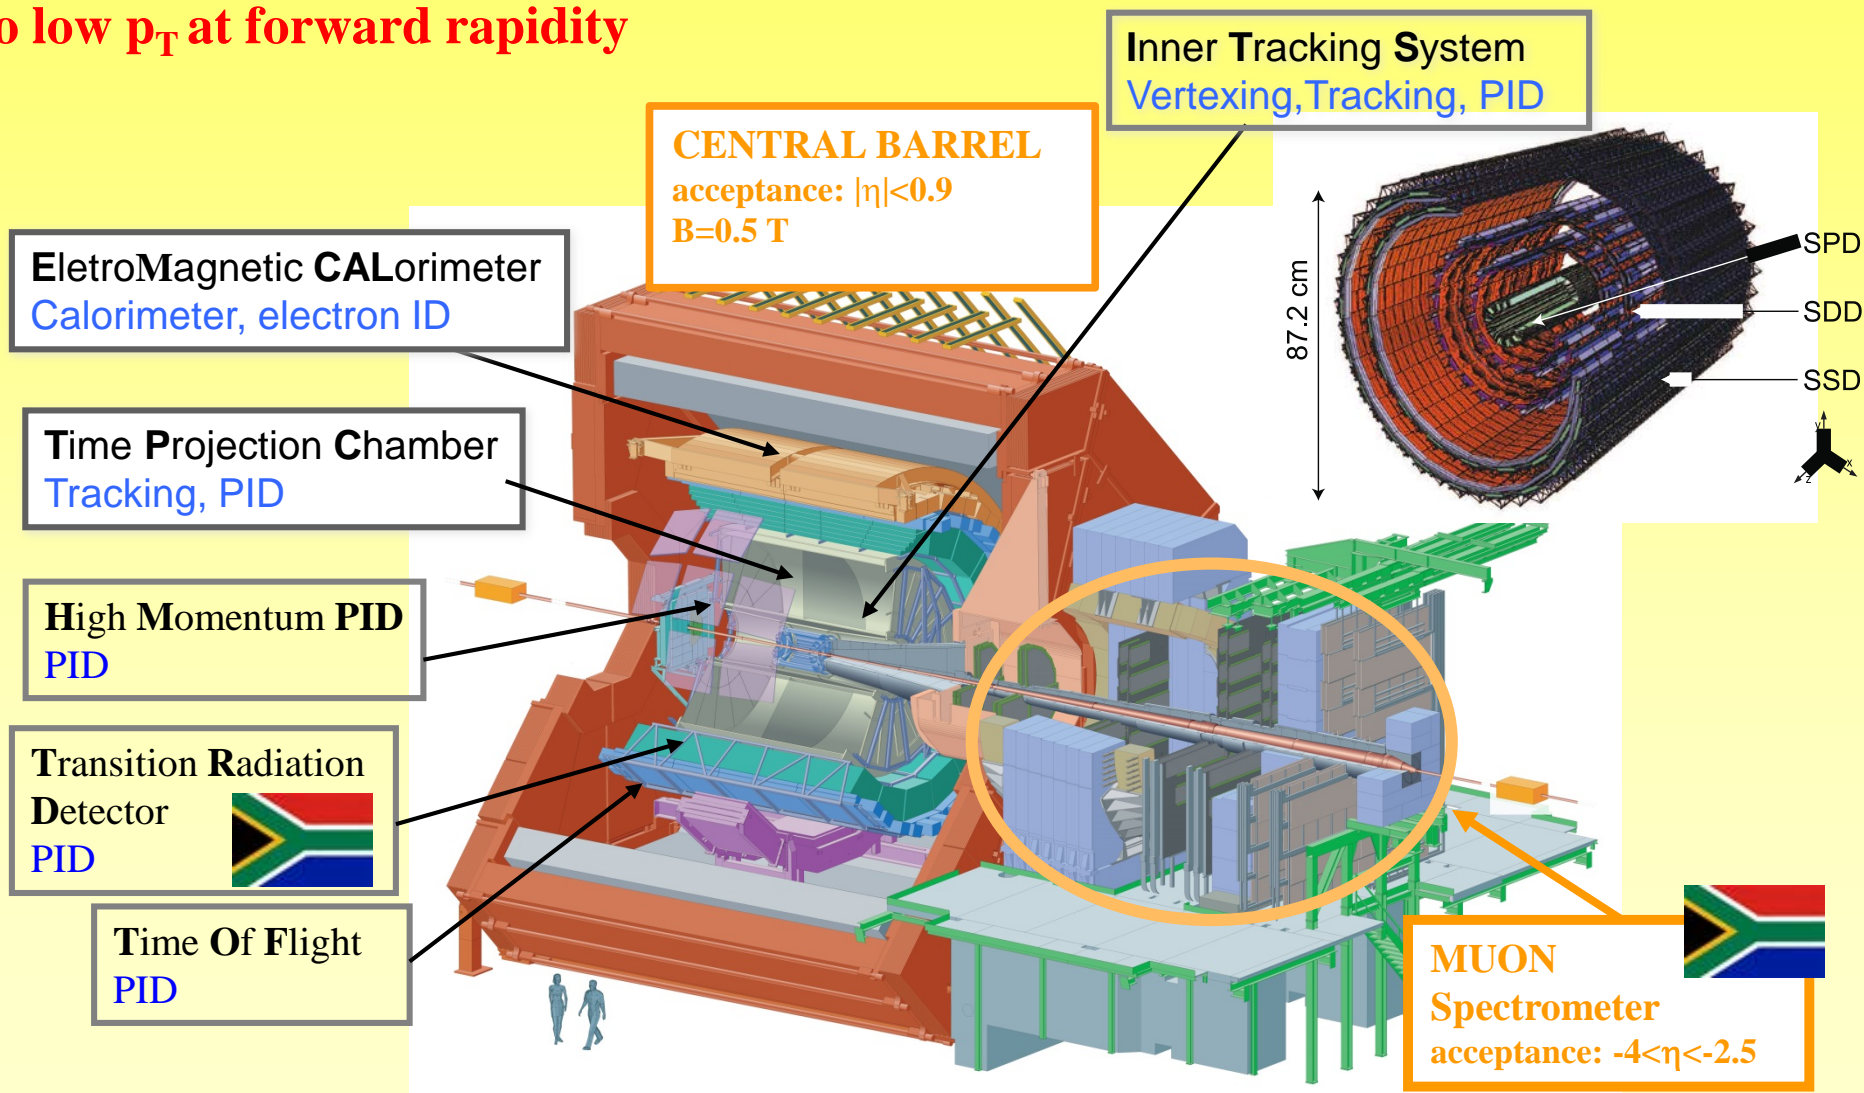 o low pT at forward rapidity
Inner Tracking System
Vertexing,Tracking, PID
CENTRAL BARREL
acceptance: |η|<0.9
B=0.5 T
EletroMagnetic CALorimeter
Calorimeter, electron ID
87.2 cm
SPD
SDD
SSD
y
x
z
Time Projection Chamber
Tracking, PID
High Momentum PID
PID
Transition Radiation
Detector
PID
Time Of Flight
PID
MUON
Spectrometer
acceptance: -4<η<-2.5